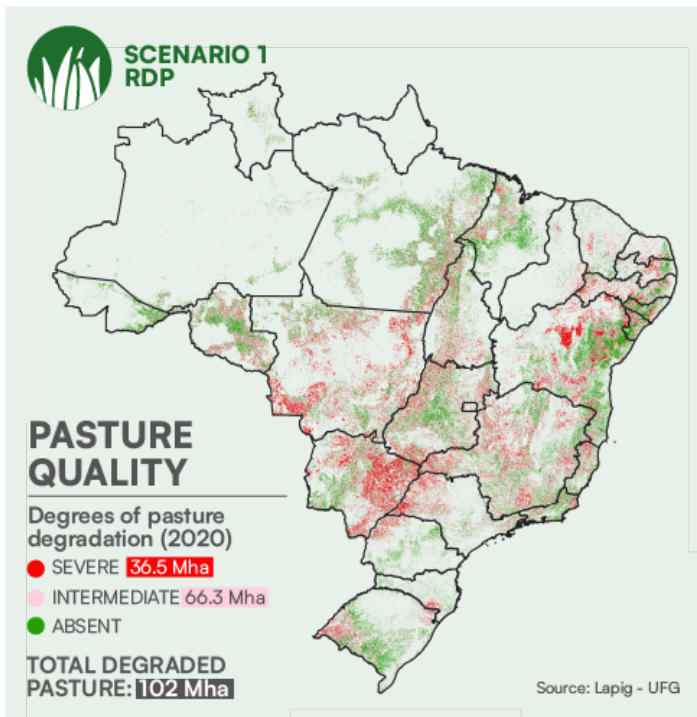 SCENARIO 1
RDP
PASTURE
QUALITY
Degrees of pasture
degradation (2020)
SEVERE 36.5 Mha
INTERMEDIATE 66.3 Mha
ABSENT
TOTAL DEGRADED
PASTURE: 102 Mha
Source: Lapig - UFG